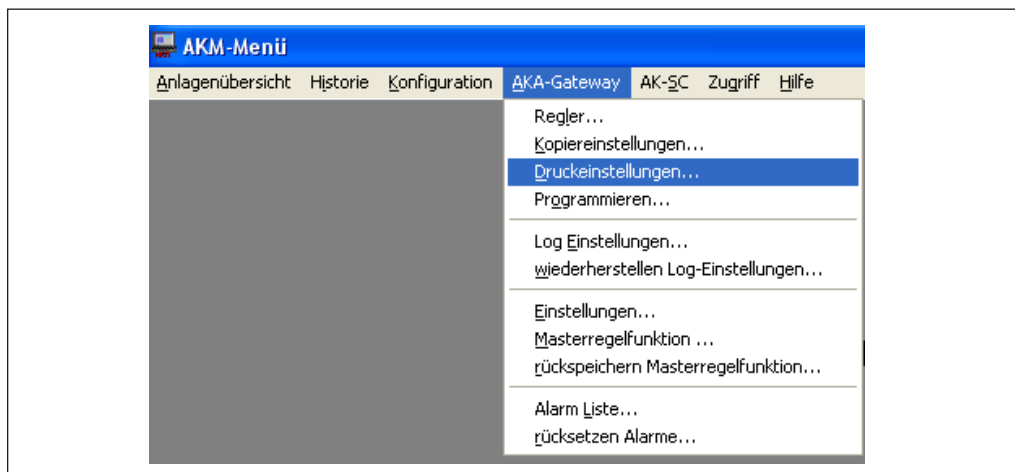 AKM-Menü
Anlagenübersicht Historie Konfiguration AKA-Gateway AK-SC Zugriff Hilfe
Regler...
Kopiereinstellungen...
Druckeinstellungen...
Programmieren...
Log Einstellungen...
wiederherstellen Log-Einstellungen...
Einstellungen...
Masterregelfunktion ...
rückspeichern Masterregelfunktion...
Alarm Liste...
rücksetzen Alarme...